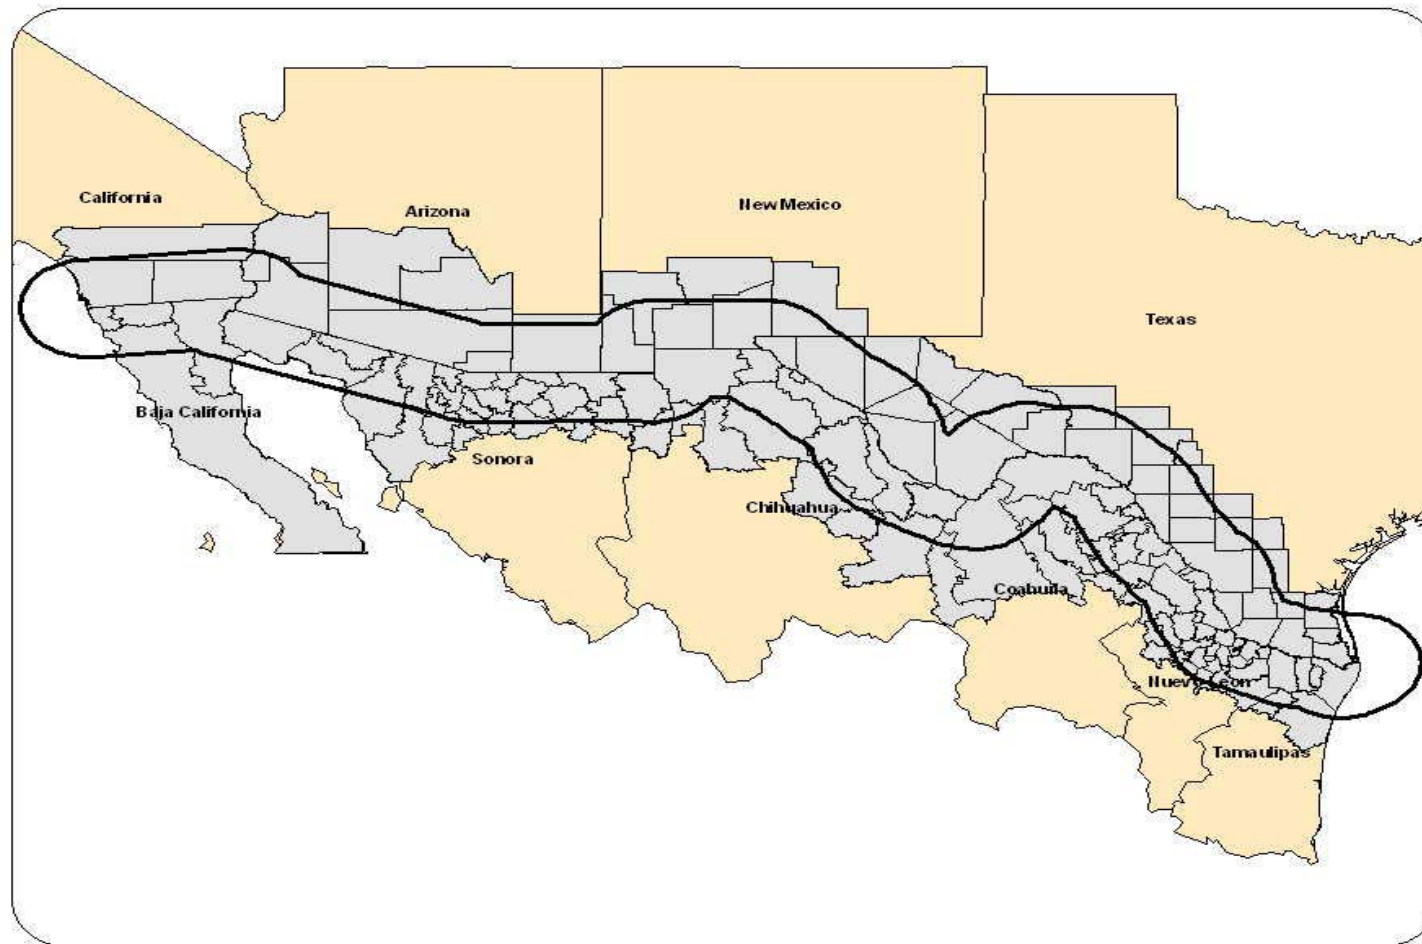 California
Arizona
New Mexico
Texas
Baja California
Sonora
Chihuahua
Coahuila
Nuevo Leon
Tamaulipas